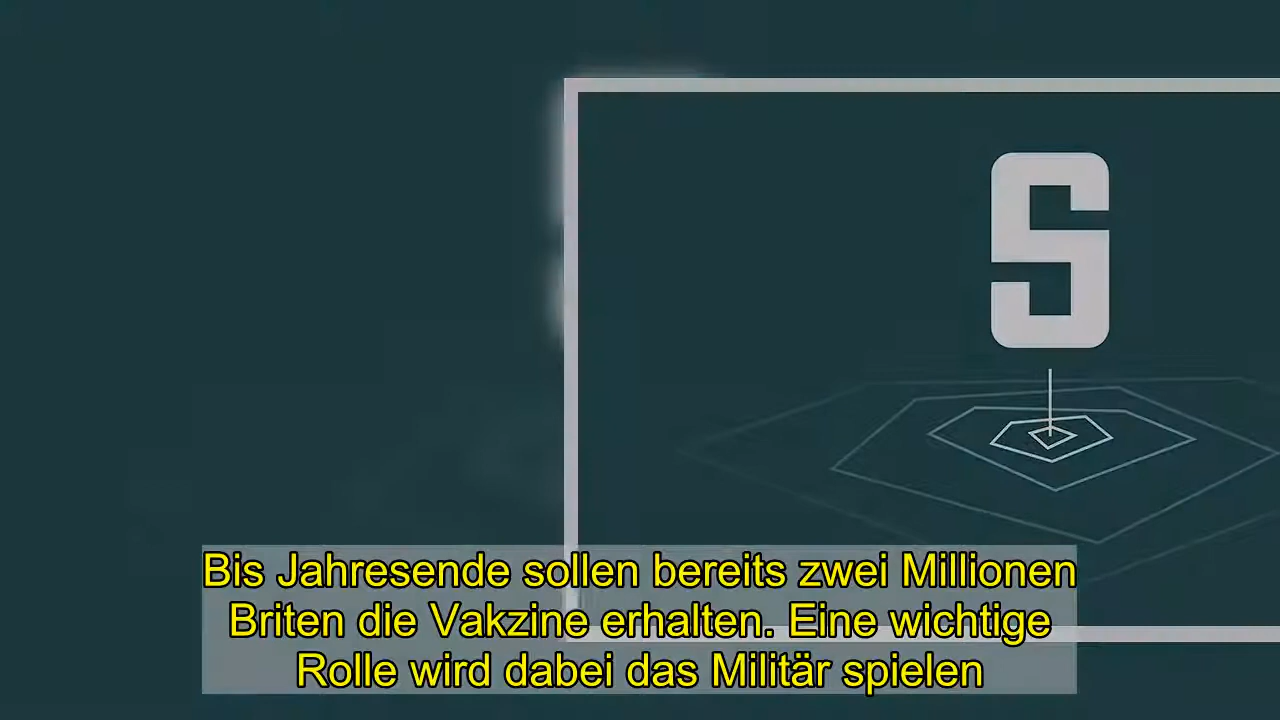 S
Bis Jahresende sollen bereits zwei Millionen
Briten die Vakzine erhalten. Eine wichtige
Rolle wird dabei das Militär spielen